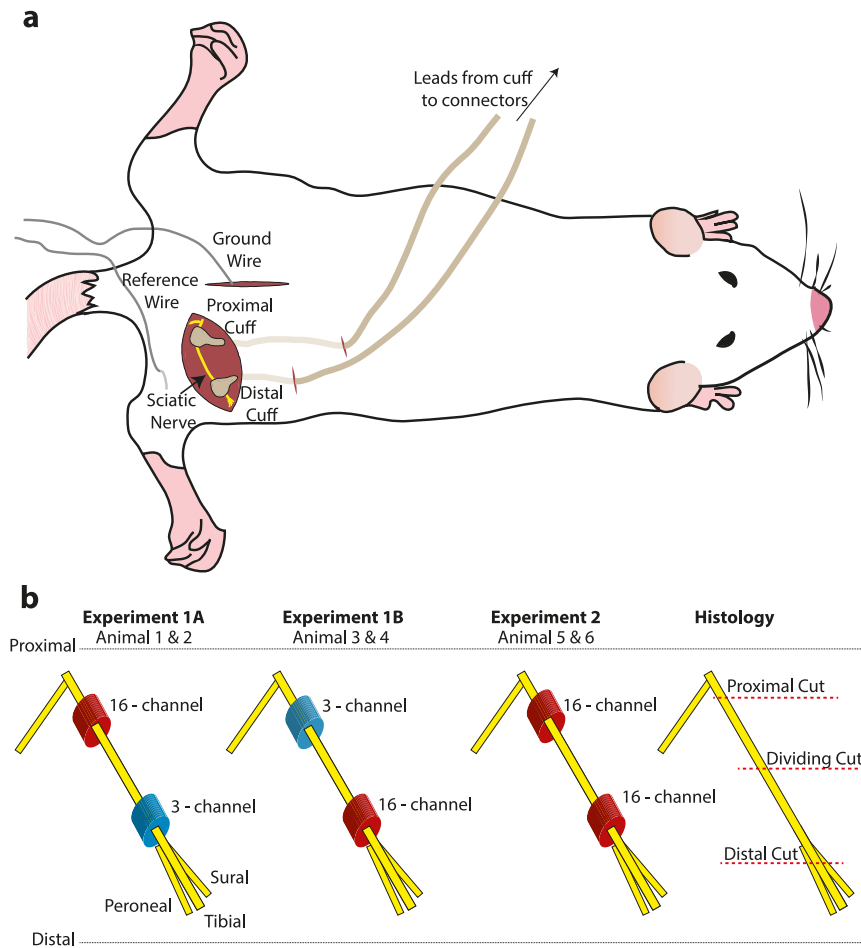 a
Leads from cuff
to connectors
Ground
Wire
Reference
Wire
Proximal
Cuff
Sciatic
Nerve
Distal
Cuff
b
Experiment 1A
Animal 1 & 2
Experiment 1B
Animal 3 & 4
Experiment 2
Animal 5 & 6
Histology
Proximal
16 - channel
3 - channel
16 - channel
Proximal Cut
Dividing Cut
3 - channel
16 - channel
16 - channel
Distal Cut
Sural
Peroneal
Tibial
Distal